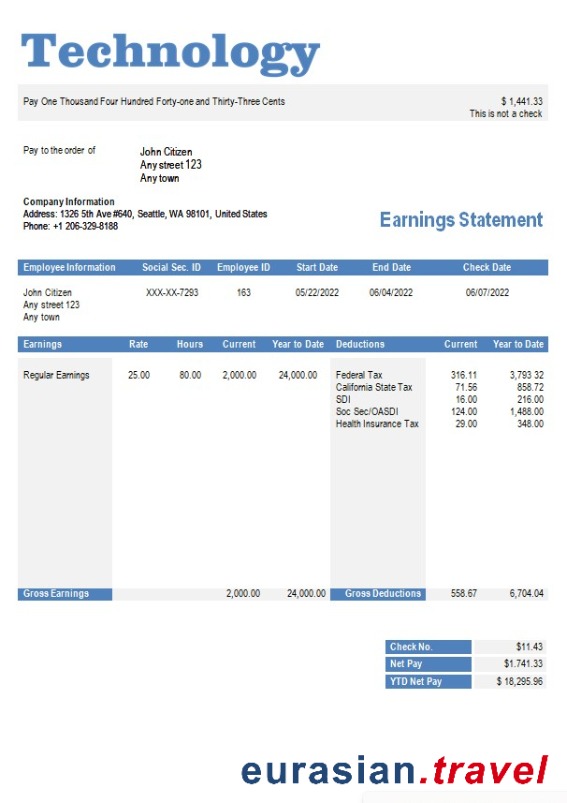 Technology
Pay One Thousand Four Hundred Forty-one and Thirty-Three Cents $ 1,441.33
This is not a check
Pay to the order of John Citizen
Any street 123
Any town
Company Information
Address: 1326 5th Ave #640, Seattle, WA 98101, United States
Phone: +1 206-329-8188
Earnings Statement
Employee Information Social Sec. ID Employee ID Start Date End Date Check Date
John Citizen XXX-XX-7293 163 05/22/2022 06/04/2022 06/07/2022
Any street 123
Any town
Earnings Rate Hours Current Year to Date Deductions Current Year to Date
Regular Earnings 25.00 80.00 2,000.00 24,000.00 Federal Tax 316.11 3,793 32
California State Tax 71.56 858.72
SDI 16.00 216.00
Soc Sec/OASDI 124.00 1,488.00
Health Insurance Tax 29.00 348.00
Gross Earnings 2,000.00 24,000.00 Gross Deductions 558.67 6,704.04
Check No. $11.43
Net Pay $1.741.33
YTD Net Pay $ 18,295.96
eurasian.travel